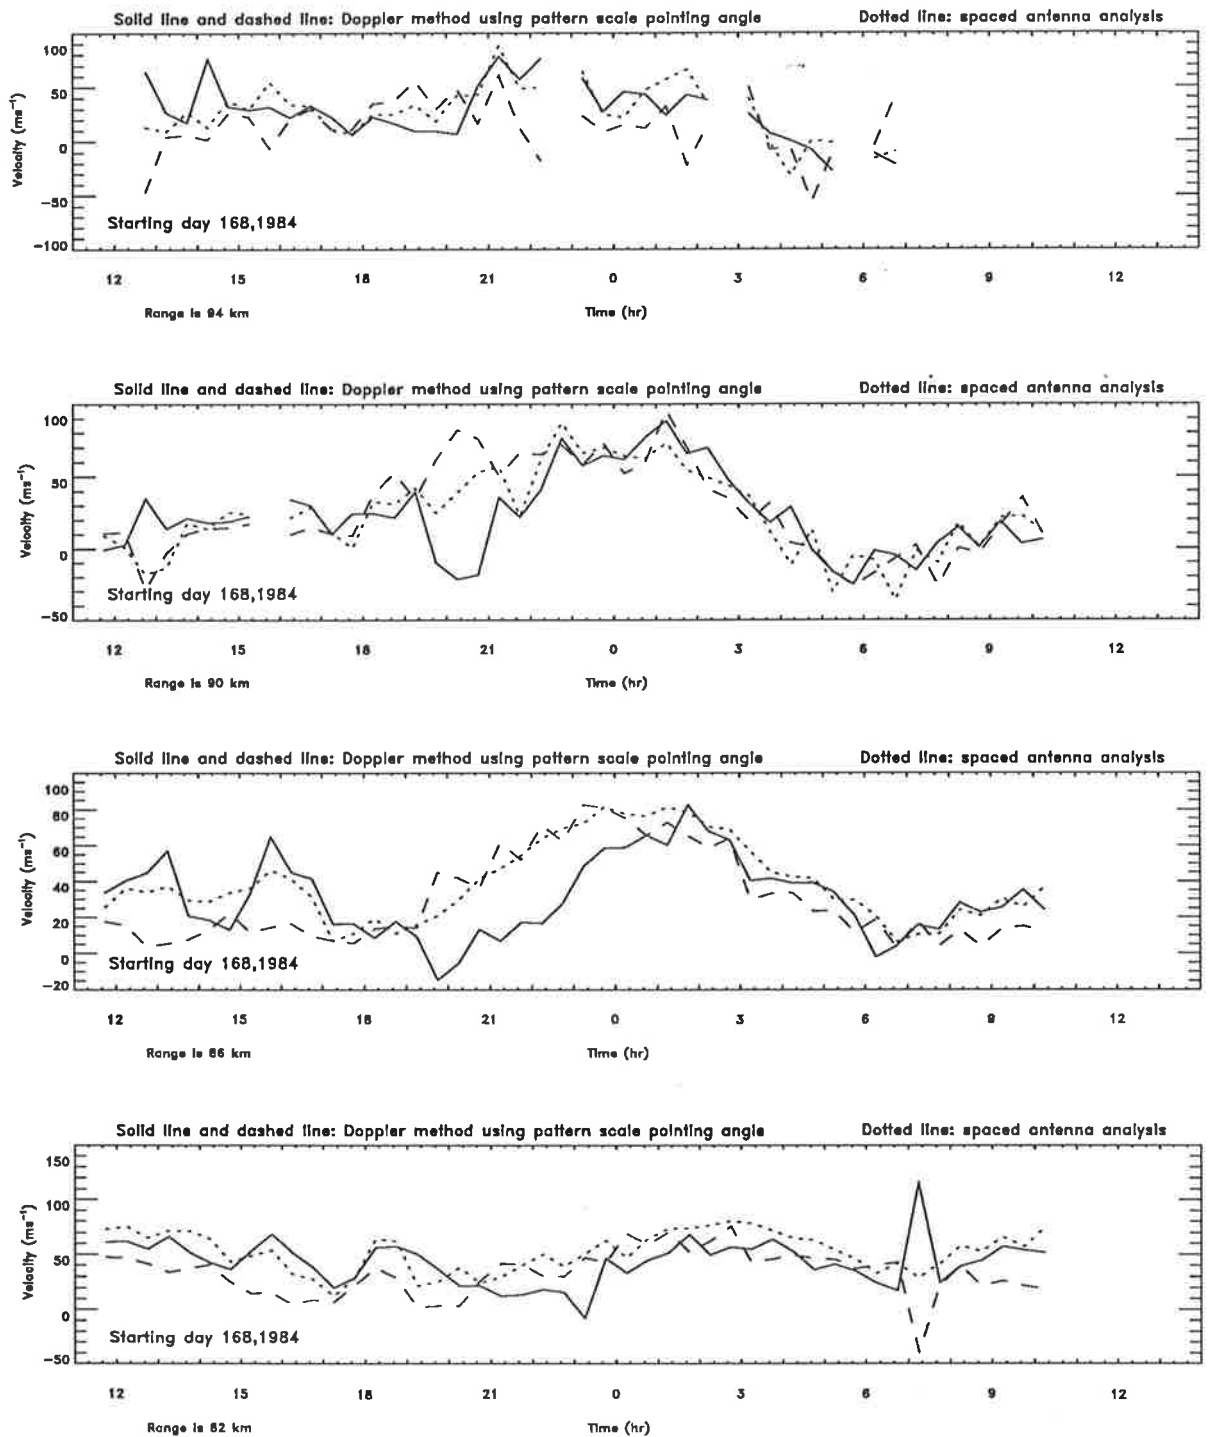 Solid line and dashed line: Doppler method using pattern scale pointing angle Dotted line: spaced antenna analysis
100
50
0
−50
−100
Velocity (ms⁻¹)
Starting day 168,1984
12 15 18 21 0 3 6 9 12
Range is 94 km Time (hr)
Solid line and dashed line: Doppler method using pattern scale pointing angle Dotted line: spaced antenna analysis
100
50
0
−50
Velocity (ms⁻¹)
Starting day 168,1984
12 15 18 21 0 3 6 9 12
Range is 90 km Time (hr)
Solid line and dashed line: Doppler method using pattern scale pointing angle Dotted line: spaced antenna analysis
100
80
60
40
20
0
−20
Velocity (ms⁻¹)
Starting day 168,1984
12 15 18 21 0 3 6 9 12
Range is 86 km Time (hr)
Solid line and dashed line: Doppler method using pattern scale pointing angle Dotted line: spaced antenna analysis
150
100
50
0
−50
Velocity (ms⁻¹)
Starting day 168,1984
12 15 18 21 0 3 6 9 12
Range is 82 km Time (hr)